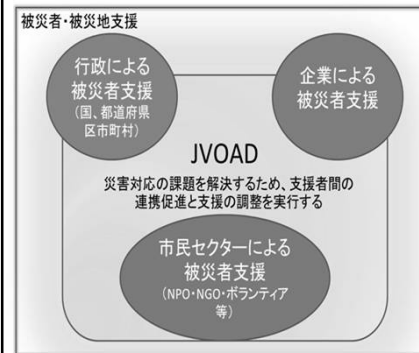 被災者・被災地支援
行政による
被災者支援
(国、都道府県
区市町村)
企業による
被災者支援
JVOAD
災害対応の課題を解決するため、支援者間の
連携促進と支援の調整を実行する
市民セクターによる
被災者支援
(NPO・NGO・ボランティア
等)